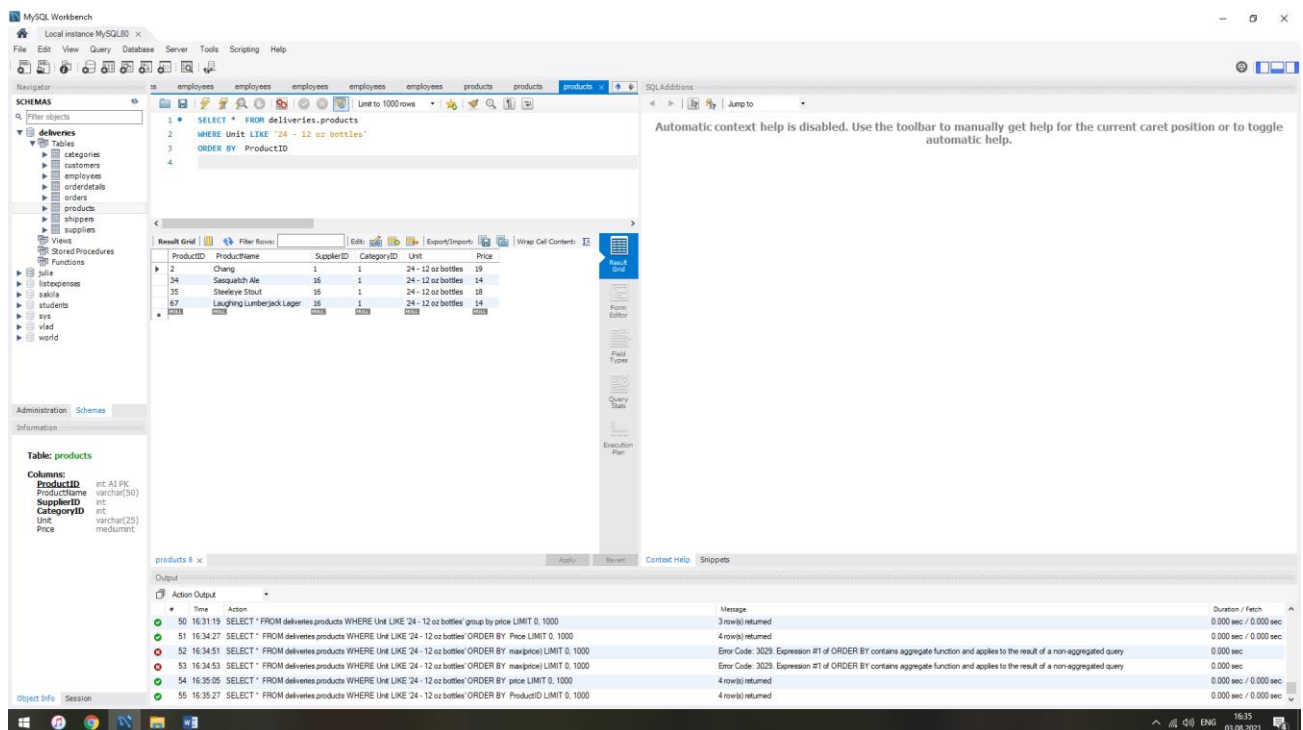 MySQL Workbench
Local instance MySQL80 ×
File Edit View Query Database Server Tools Scripting Help
Navigator
SCHEMAS
Filter objects
deliveries
Tables
categories
customers
employees
orderdetails
orders
products
shippers
suppliers
Views
Stored Procedures
Functions
julia
listexpenses
sakila
students
sys
vlad
world
Administration Schemas
Information
Table: products
Columns:
ProductID int AI PK
ProductName varchar(50)
SupplierID int
CategoryID int
Unit varchar(25)
Price mediumint
Object Info Session
es employees employees employees employees employees products products products ×
Limit to 1000 rows
1 SELECT * FROM deliveries.products
2 WHERE Unit LIKE '24 - 12 oz bottles'
3 ORDER BY ProductID
4
Result Grid Filter Rows: Edit: Export/Import: Wrap Cell Content:
ProductID ProductName SupplierID CategoryID Unit Price
2 Chang 1 1 24 - 12 oz bottles 19
34 Sasquatch Ale 16 1 24 - 12 oz bottles 14
35 Steeleye Stout 16 1 24 - 12 oz bottles 18
67 Laughing Lumberjack Lager 16 1 24 - 12 oz bottles 14
NULL NULL NULL NULL NULL NULL
Result Grid
Form Editor
Field Types
Query Stats
Execution Plan
products 8 × Apply Revert
SQLAdditions
Jump to
Automatic context help is disabled. Use the toolbar to manually get help for the current caret position or to toggle
automatic help.
Context Help Snippets
Output
Action Output
# Time Action Message Duration / Fetch
50 16:31:19 SELECT * FROM deliveries.products WHERE Unit LIKE '24 - 12 oz bottles' group by price LIMIT 0, 1000 3 row(s) returned 0.000 sec / 0.000 sec
51 16:34:27 SELECT * FROM deliveries.products WHERE Unit LIKE '24 - 12 oz bottles' ORDER BY Price LIMIT 0, 1000 4 row(s) returned 0.000 sec / 0.000 sec
52 16:34:51 SELECT * FROM deliveries.products WHERE Unit LIKE '24 - 12 oz bottles' ORDER BY max(price) LIMIT 0, 1000 Error Code: 3029. Expression #1 of ORDER BY contains aggregate function and applies to the result of a non-aggregated query 0.000 sec
53 16:34:53 SELECT * FROM deliveries.products WHERE Unit LIKE '24 - 12 oz bottles' ORDER BY max(price) LIMIT 0, 1000 Error Code: 3029. Expression #1 of ORDER BY contains aggregate function and applies to the result of a non-aggregated query 0.000 sec
54 16:35:05 SELECT * FROM deliveries.products WHERE Unit LIKE '24 - 12 oz bottles' ORDER BY price LIMIT 0, 1000 4 row(s) returned 0.000 sec / 0.000 sec
55 16:35:27 SELECT * FROM deliveries.products WHERE Unit LIKE '24 - 12 oz bottles' ORDER BY ProductID LIMIT 0, 1000 4 row(s) returned 0.000 sec / 0.000 sec
ENG
16:35
03.08.2021